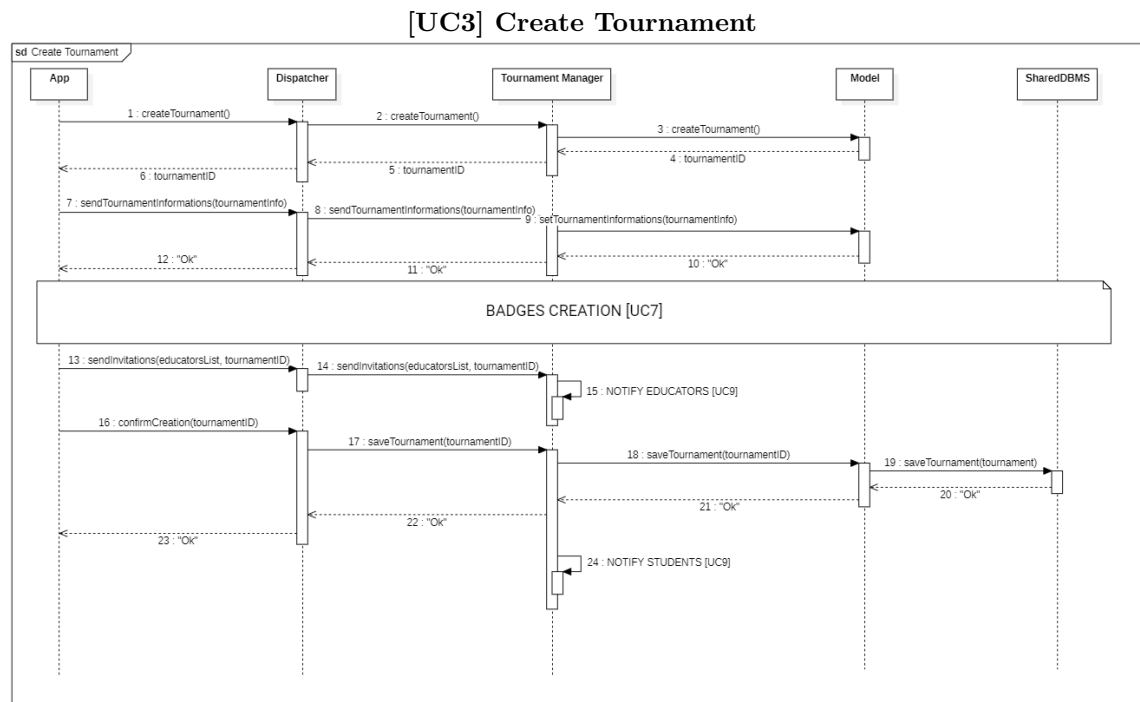 [UC3] Create Tournament
sd Create Tournament
App
Dispatcher
Tournament Manager
Model
SharedDBMS
1 : createTournament()
2 : createTournament()
3 : createTournament()
4 : tournamentID
5 : tournamentID
6 : tournamentID
7 : sendTournamentInformations(tournamentInfo)
8 : sendTournamentInformations(tournamentInfo)
9 : setTournamentInformations(tournamentInfo)
10 : "Ok"
11 : "Ok"
12 : "Ok"
BADGES CREATION [UC7]
13 : sendInvitations(educatorsList, tournamentID)
14 : sendInvitations(educatorsList, tournamentID)
15 : NOTIFY EDUCATORS [UC9]
16 : confirmCreation(tournamentID)
17 : saveTournament(tournamentID)
18 : saveTournament(tournamentID)
19 : saveTournament(tournament)
20 : "Ok"
21 : "Ok"
22 : "Ok"
23 : "Ok"
24 : NOTIFY STUDENTS [UC9]